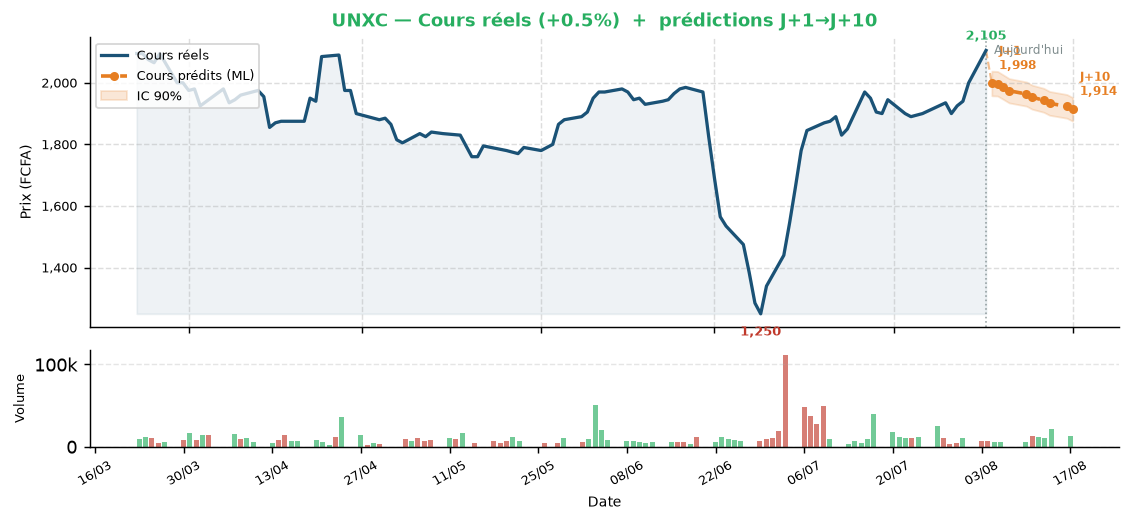 UNXC — Cours réels (+0.5%) + prédictions J+1→J+10
Cours réels
Cours prédits (ML)
IC 90%
2,105
Aujourd'hui
J+1
1,998
J+10
1,914
1,250
Prix (FCFA)
2,000
1,800
1,600
1,400
Volume
100k
0
16/03
30/03
13/04
27/04
11/05
25/05
08/06
22/06
06/07
20/07
03/08
17/08
Date